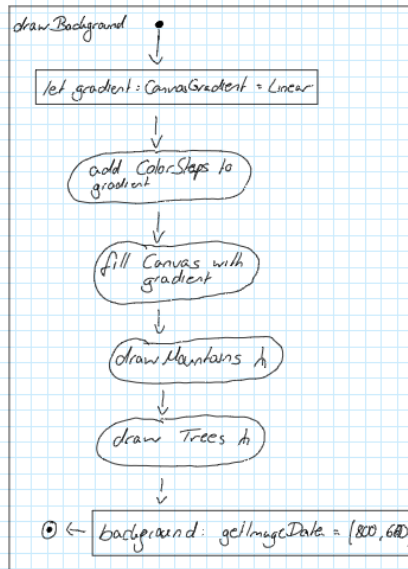 draw Background
let gradient: CanvasGradient = Linear
add ColorSteps to
gradient
fill Canvas with
gradient
draw Mountains
draw Trees
background: getImageData = (800, 600